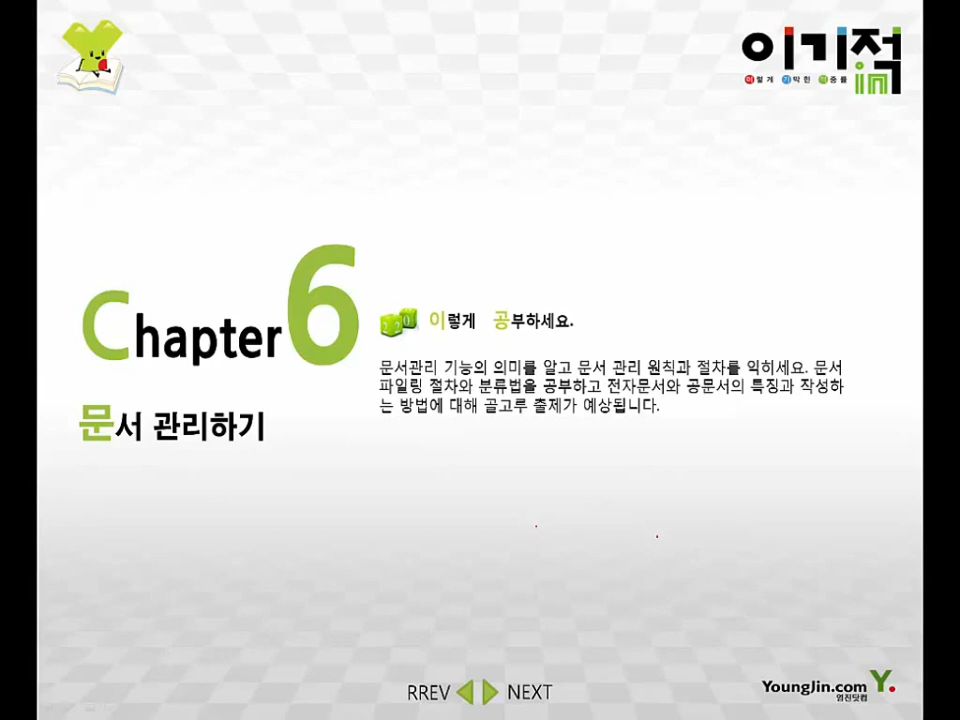 이기적 in
이렇게 기막힌 적중률
Chapter 6
문서 관리하기
이렇게 공부하세요.
문서관리 기능의 의미를 알고 문서 관리 원칙과 절차를 익히세요. 문서
파일링 절차와 분류법을 공부하고 전자문서와 공문서의 특징과 작성하
는 방법에 대해 골고루 출제가 예상됩니다.
RREV NEXT
YoungJin.com Y.
영진닷컴